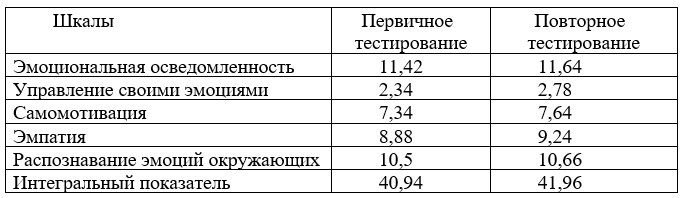 Шкалы Первичное тестирование Повторное тестирование
Эмоциональная осведомленность 11,42 11,64
Управление своими эмоциями 2,34 2,78
Самомотивация 7,34 7,64
Эмпатия 8,88 9,24
Распознавание эмоций окружающих 10,5 10,66
Интегральный показатель 40,94 41,96